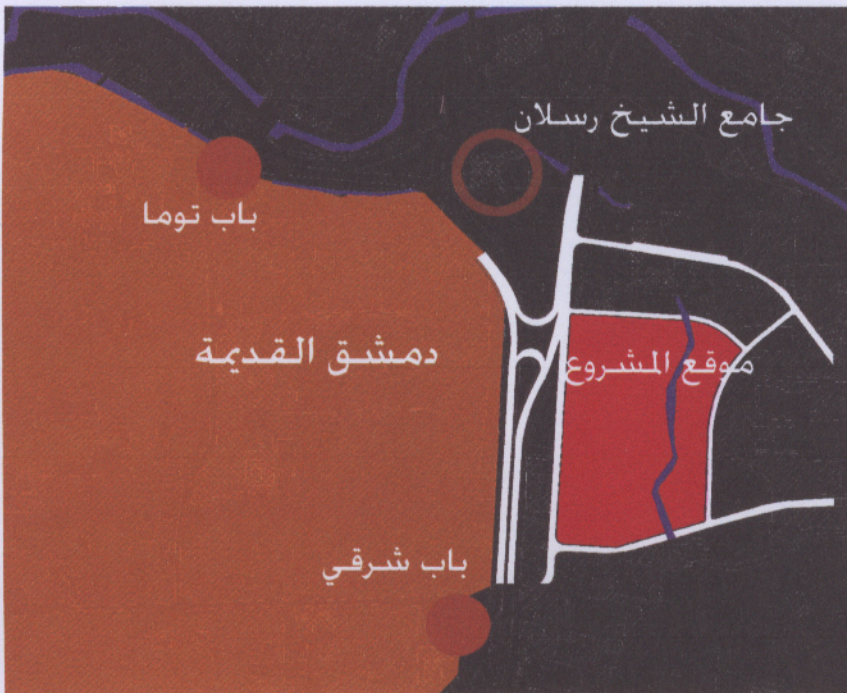 جامع الشيخ رسلان
باب توما
دمشق القديمة
موقع المشروع
باب شرقي